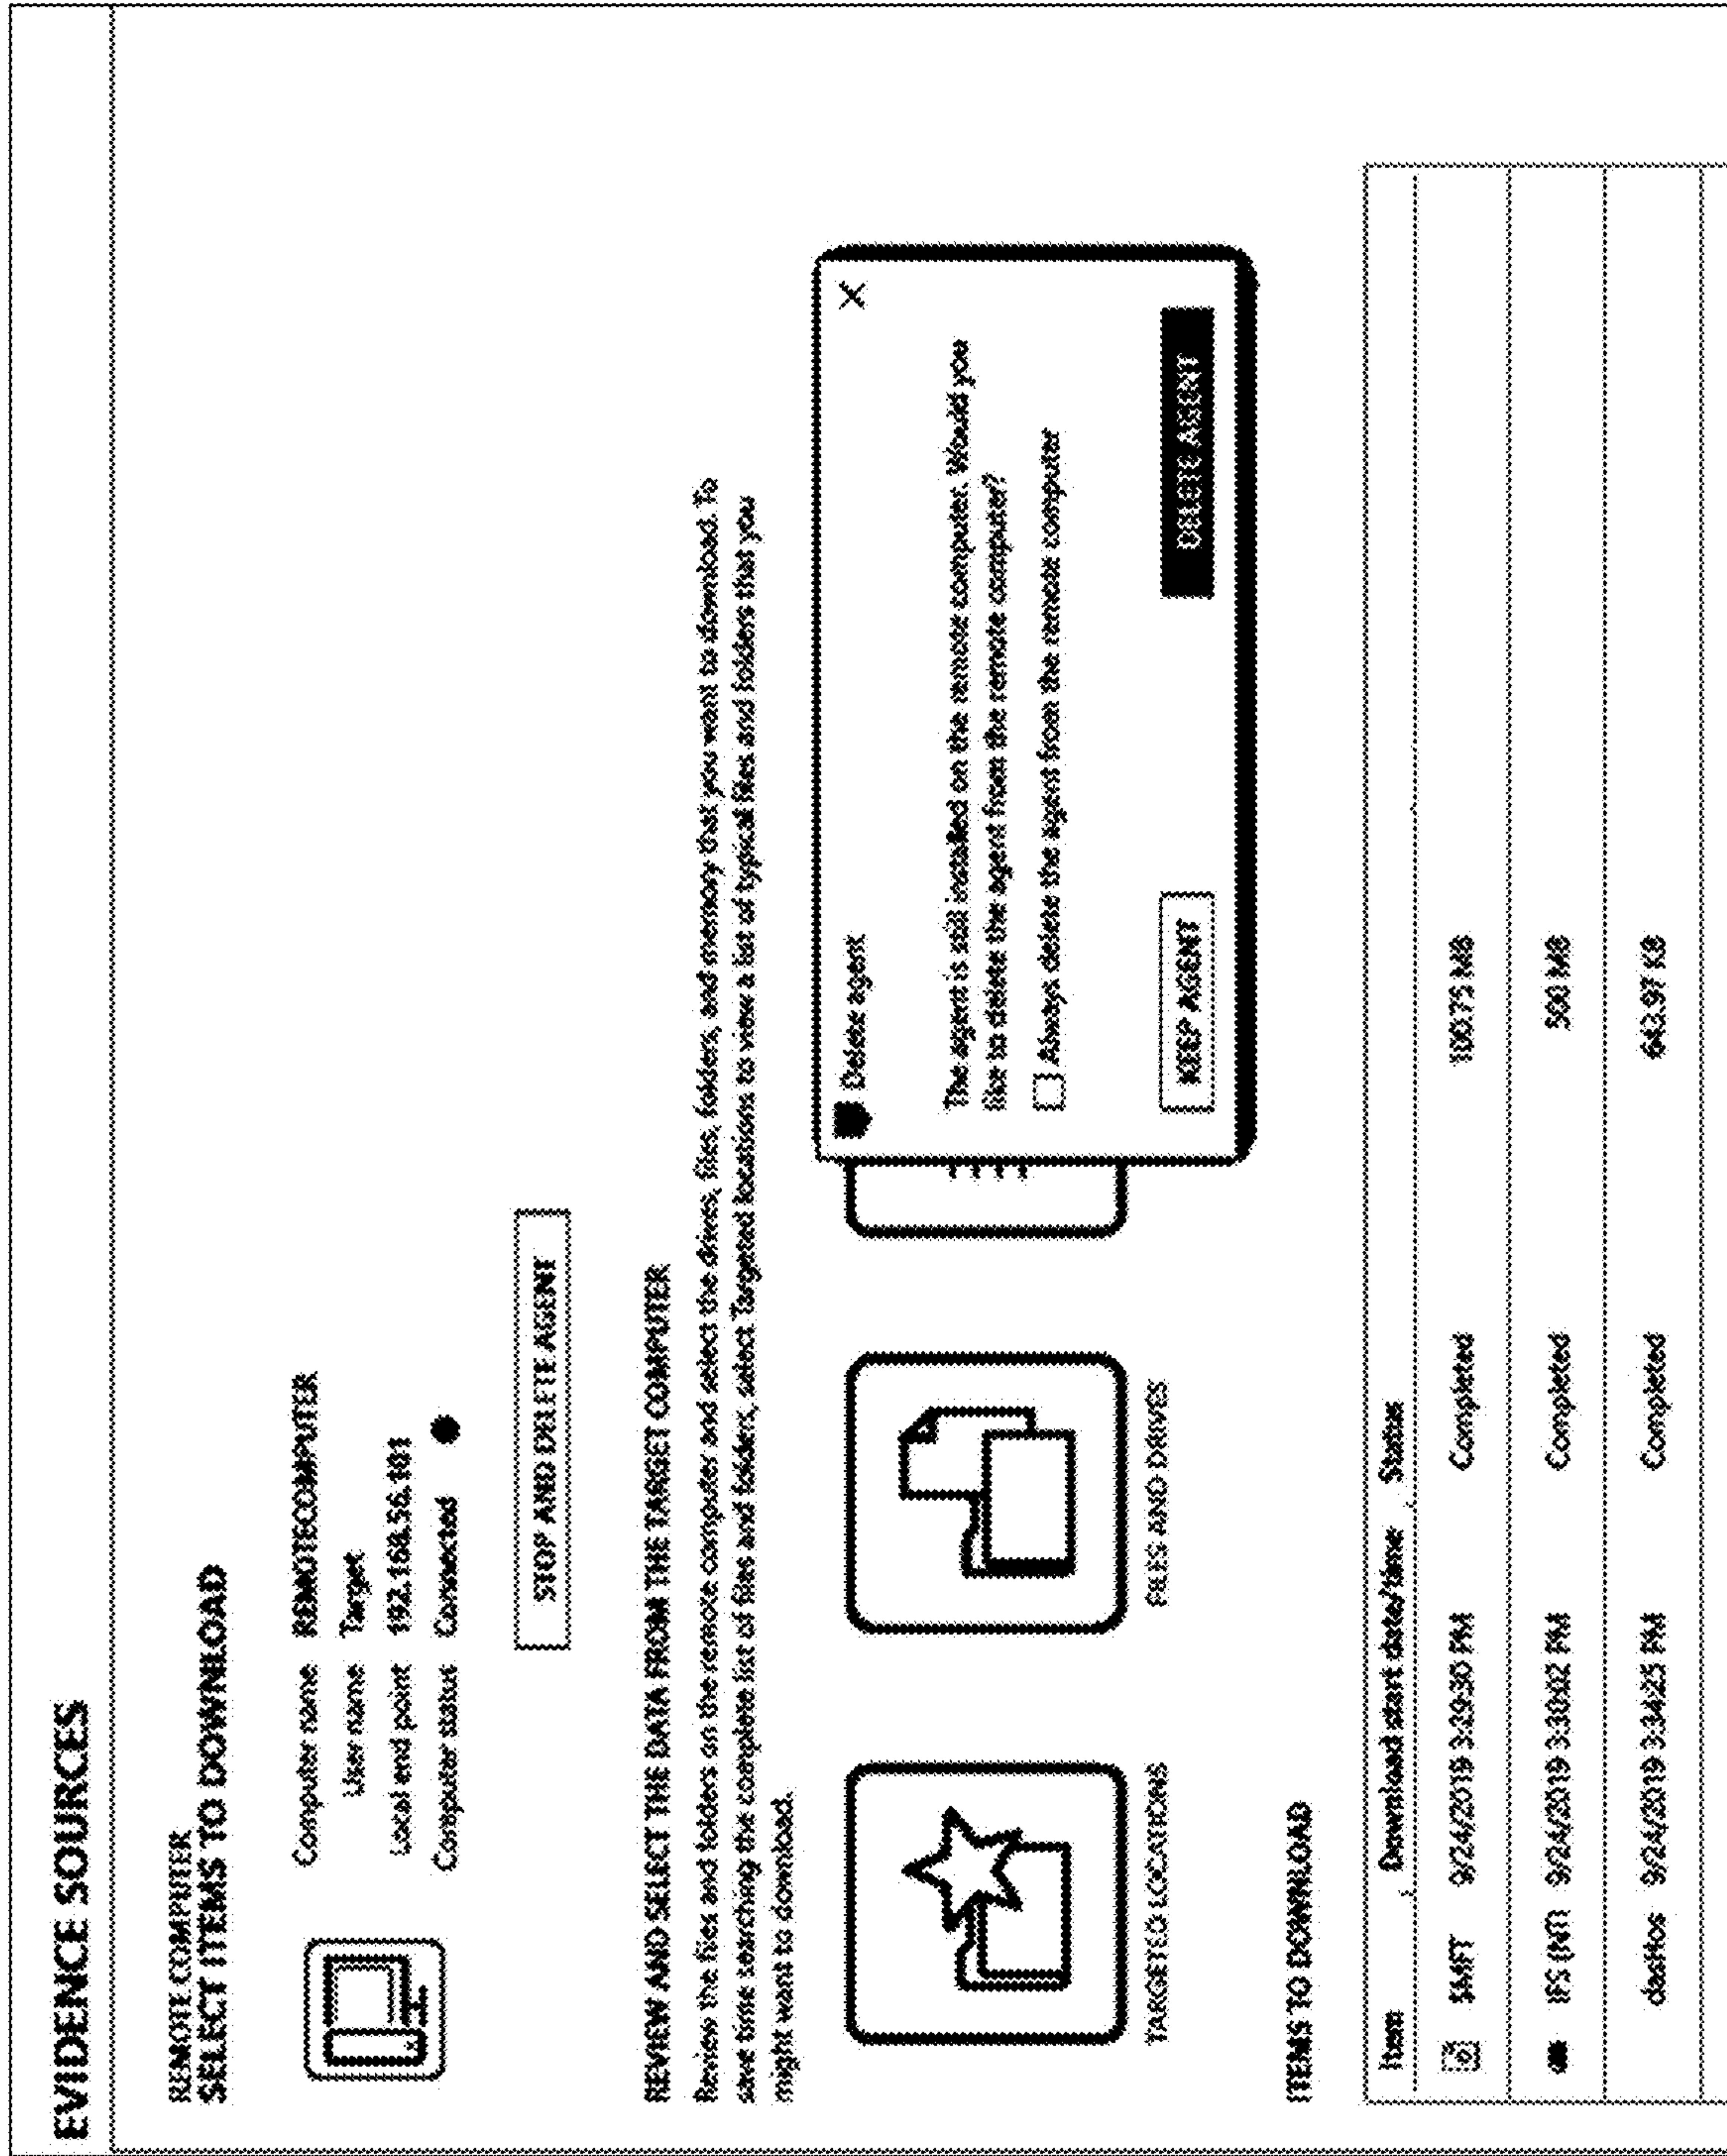 EVIDENCE SOURCES
REMOTE COMPUTER
SELECT ITEMS TO DOWNLOAD
Computer name REMOTECOMPUTER
User name Target
Local end point 192.168.56.101
Computer status Connected
STOP AND DELETE AGENT
REVIEW AND SELECT THE DATA FROM THE TARGET COMPUTER
Review the files and folders on the remote computer and select the drives, files, folders, and memory that you want to download. To
save time searching the complete list of files and folders, select Targeted locations to view a list of typical files and folders that you
might want to download.
TARGETED LOCATIONS
FILES AND DRIVES
Delete agent
The agent is still installed on the remote computer. Would you
like to delete the agent from the remote computer?
Always delete the agent from the remote computer
KEEP AGENT
DELETE AGENT
ITEMS TO DOWNLOAD
Item Download start date/time Status
$MFT 9/24/2019 3:29:30 PM Completed 100.75 MB
9/24/2019 3:30:02 PM Completed 500 MB
9/24/2019 3:34:25 PM Completed 643.97 KB